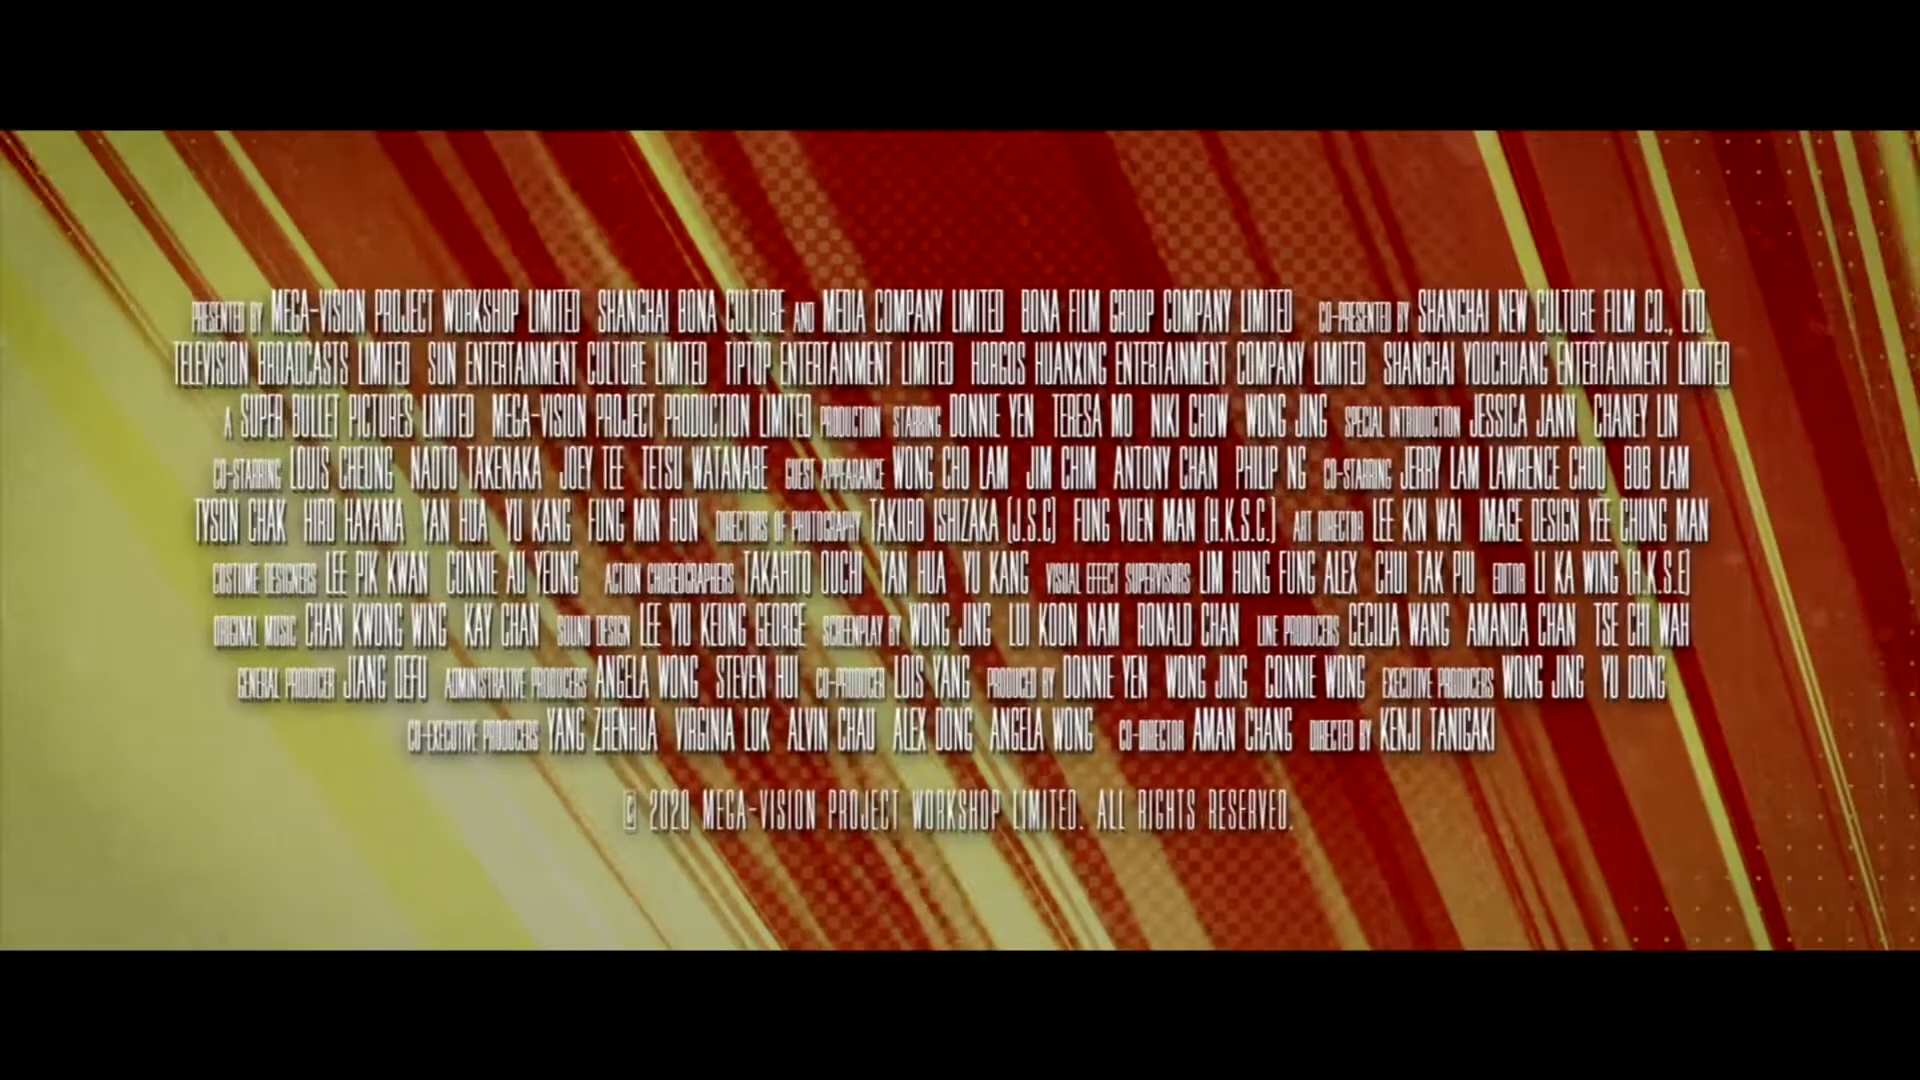 PRESENTED BY MEGA-VISION PROJECT WORKSHOP LIMITED SHANGHAI BONA CULTURE AND MEDIA COMPANY LIMITED BONA FILM GROUP COMPANY LIMITED CO-PRESENTED BY SHANGHAI NEW CULTURE FILM CO., LTD.
TELEVISION BROADCASTS LIMITED SUN ENTERTAINMENT CULTURE LIMITED TIPTOP ENTERTAINMENT LIMITED HORGOS HUANXING ENTERTAINMENT COMPANY LIMITED SHANGHAI YOUCHUANG ENTERTAINMENT LIMITED
A SUPER BULLET PICTURES LIMITED MEGA-VISION PROJECT PRODUCTION LIMITED PRODUCTION STARRING DONNIE YEN TERESA MO NIKI CHOW WONG JING SPECIAL INTRODUCTION JESSICA JANN CHANEY LIN
CO-STARRING LOUIS CHEUNG NAOTO TAKENAKA JOEY TEE TETSU WATANABE GUEST APPEARANCE WONG CHO LAM JIM CHIM ANTONY CHAN PHILIP NG CO-STARRING JERRY LAM LAWRENCE CHOU BOB LAM
TYSON CHAK HIRO HAYAMA YAN HUA YU KANG FUNG MIN HUN DIRECTORS OF PHOTOGRAPHY TAKURO ISHIZAKA (J.S.C) FUNG YUEN MAN (H.K.S.C.) ART DIRECTOR LEE KIN WAI IMAGE DESIGN YEE CHUNG MAN
COSTUME DESIGNERS LEE PIK KWAN CONNIE AU YEUNG ACTION CHOREOGRAPHERS TAKAHITO OUCHI YAN HUA YU KANG VISUAL EFFECT SUPERVISORS LIM HUNG FUNG ALEX CHUI TAK PIU EDITOR LI KA WING (H.K.S.E)
ORIGINAL MUSIC CHAN KWONG WING KAY CHAN SOUND DESIGN LEE YIU KEUNG GEORGE SCREENPLAY BY WONG JING LUI KOON NAM RONALD CHAN LINE PRODUCERS CECILIA WANG AMANDA CHAN TSE CHI WAH
GENERAL PRODUCER JIANG DEFU ADMINISTRATIVE PRODUCERS ANGELA WONG STEVEN HUI CO-PRODUCER LOIS YANG PRODUCED BY DONNIE YEN WONG JING CONNIE WONG EXECUTIVE PRODUCERS WONG JING YU DONG
CO-EXECUTIVE PRODUCERS YANG ZHENHUA VIRGINIA LOK ALVIN CHAU ALEX DONG ANGELA WONG CO-DIRECTOR AMAN CHANG DIRECTED BY KENJI TANIGAKI
© 2020 MEGA-VISION PROJECT WORKSHOP LIMITED. ALL RIGHTS RESERVED.